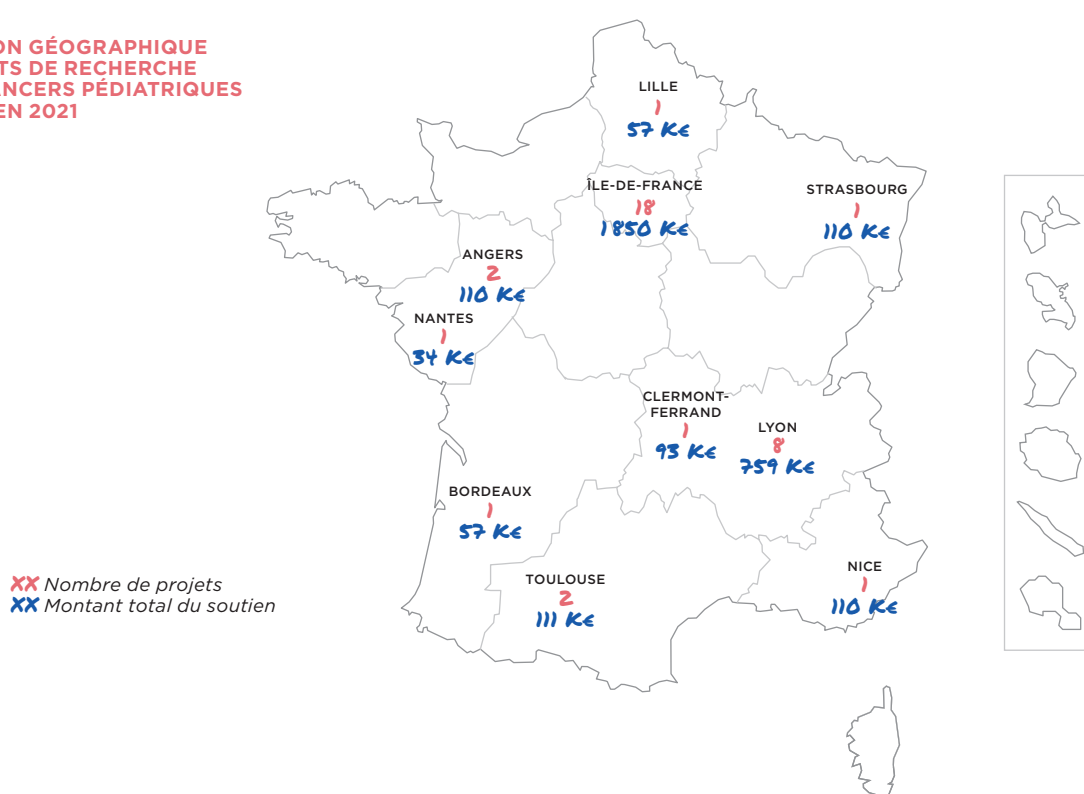 ON GÉOGRAPHIQUE
TS DE RECHERCHE
ANCERS PÉDIATRIQUES
EN 2021
LILLE
1
57 K€
ÎLE-DE-FRANCE
18
1850 K€
STRASBOURG
1
110 K€
ANGERS
2
110 K€
NANTES
1
34 K€
CLERMONT-
FERRAND
1
93 K€
LYON
8
759 K€
BORDEAUX
1
57 K€
TOULOUSE
2
111 K€
NICE
1
110 K€
XX Nombre de projets
XX Montant total du soutien